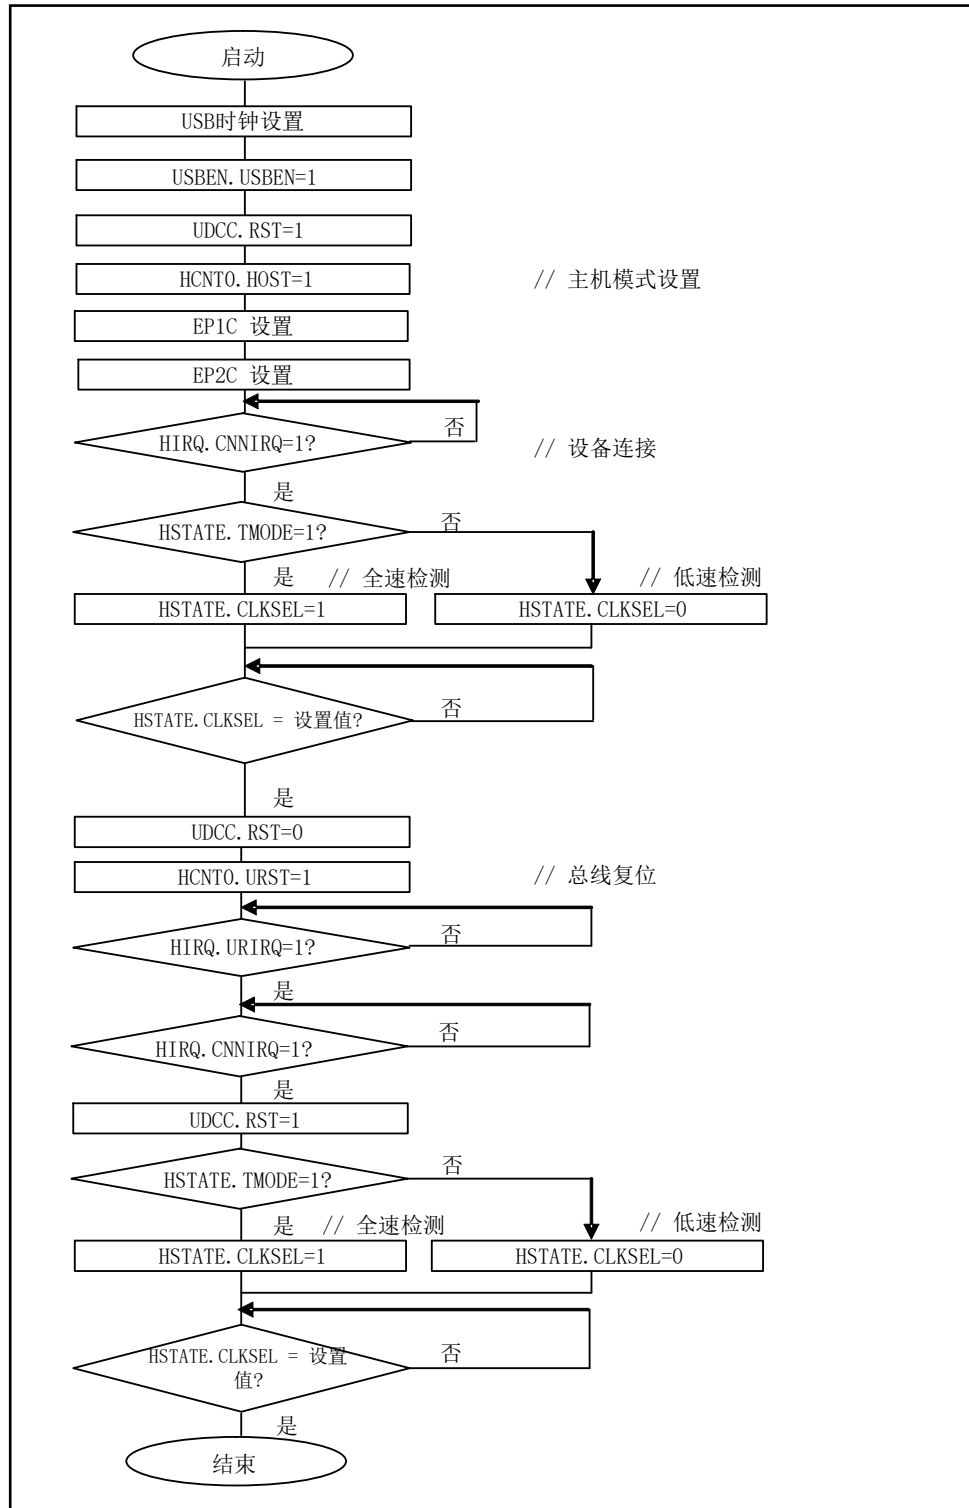 启动
USB时钟设置
USBEN.USBEN=1
UDCC.RST=1
HCNT0.HOST=1 // 主机模式设置
EP1C 设置
EP2C 设置
否
HIRQ.CNNIRQ=1? // 设备连接
是
HSTATE.TMODE=1? 否
是 // 全速检测 // 低速检测
HSTATE.CLKSEL=1 HSTATE.CLKSEL=0
HSTATE.CLKSEL = 设置值? 否
是
UDCC.RST=0
HCNT0.URST=1 // 总线复位
HIRQ.URIRQ=1? 否
是
HIRQ.CNNIRQ=1? 否
是
UDCC.RST=1
HSTATE.TMODE=1? 否
是 // 全速检测 // 低速检测
HSTATE.CLKSEL=1 HSTATE.CLKSEL=0
HSTATE.CLKSEL = 设置 否
值?
是
结束